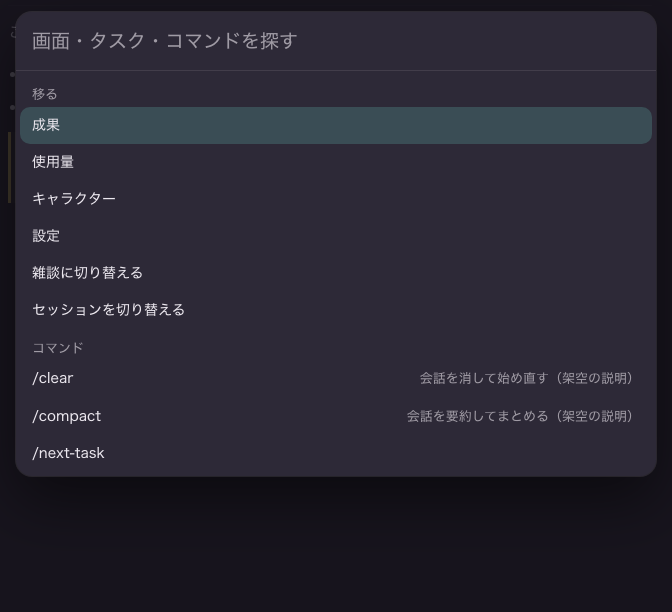 画面・タスク・コマンドを探す
移る
成果
使用量
キャラクター
設定
雑談に切り替える
セッションを切り替える
コマンド
/clear 会話を消して始め直す（架空の説明）
/compact 会話を要約してまとめる（架空の説明）
/next-task